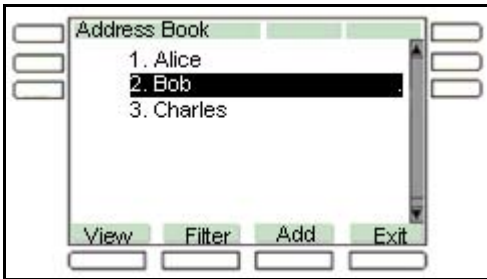 Address Book
1. Alice
2. Bob
3. Charles
View Filter Add Exit